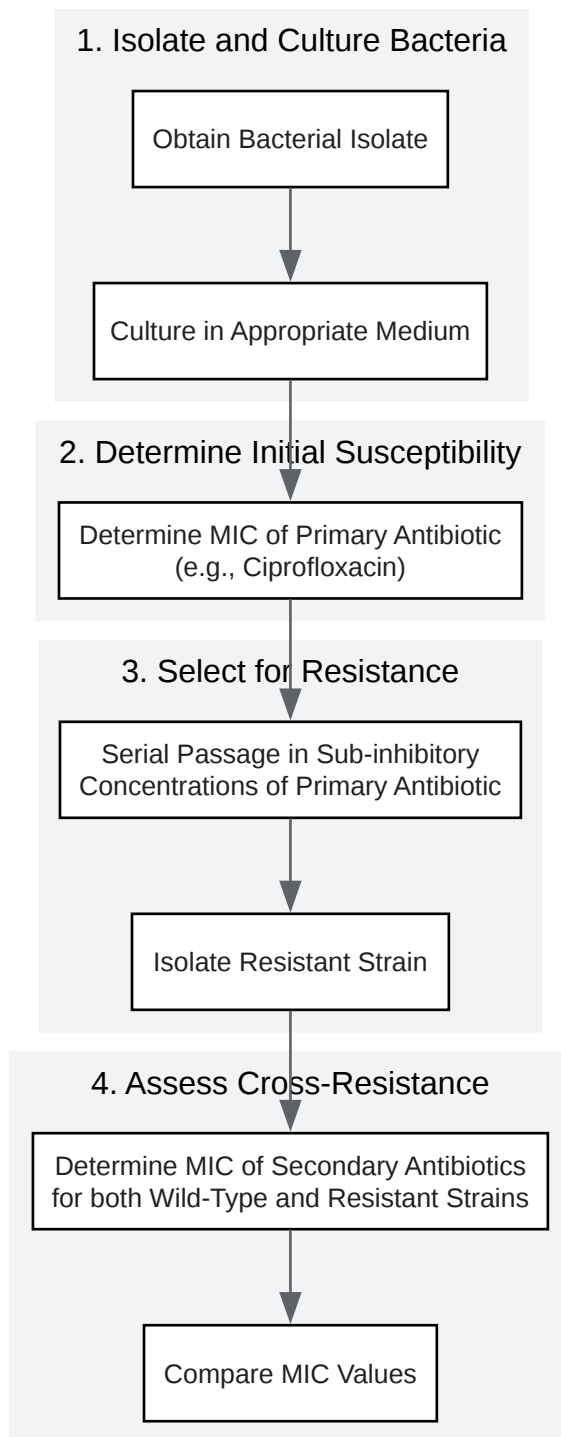 1. Isolate and Culture Bacteria
Obtain Bacterial Isolate
Culture in Appropriate Medium
2. Determine Initial Susceptibility
Determine MIC of Primary Antibiotic
(e.g., Ciprofloxacin)
3. Select for Resistance
Serial Passage in Sub-inhibitory
Concentrations of Primary Antibiotic
Isolate Resistant Strain
4. Assess Cross-Resistance
Determine MIC of Secondary Antibiotics
for both Wild-Type and Resistant Strains
Compare MIC Values